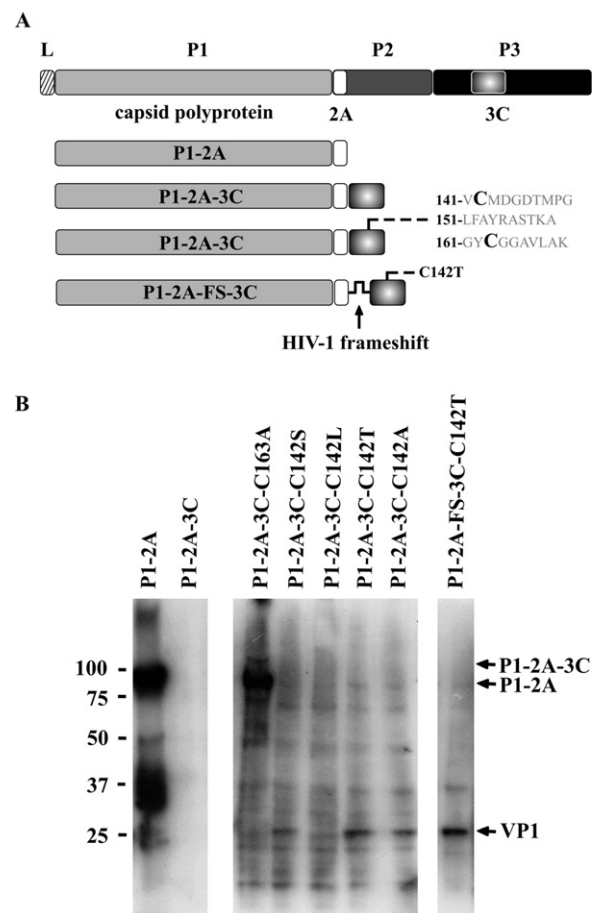 A
L P1 P2 P3
capsid polyprotein 2A 3C
P1-2A
P1-2A-3C
141-VCMDGDTMPG
151-LFAYRASTKA
P1-2A-3C
161-GYCGGAVLAK
C142T
P1-2A-FS-3C
HIV-1 frameshift
B
P1-2A
P1-2A-3C
P1-2A-3C-C163A
P1-2A-3C-C142S
P1-2A-3C-C142L
P1-2A-3C-C142T
P1-2A-3C-C142A
P1-2A-FS-3C-C142T
100
75
50
37
25
P1-2A-3C
P1-2A
VP1